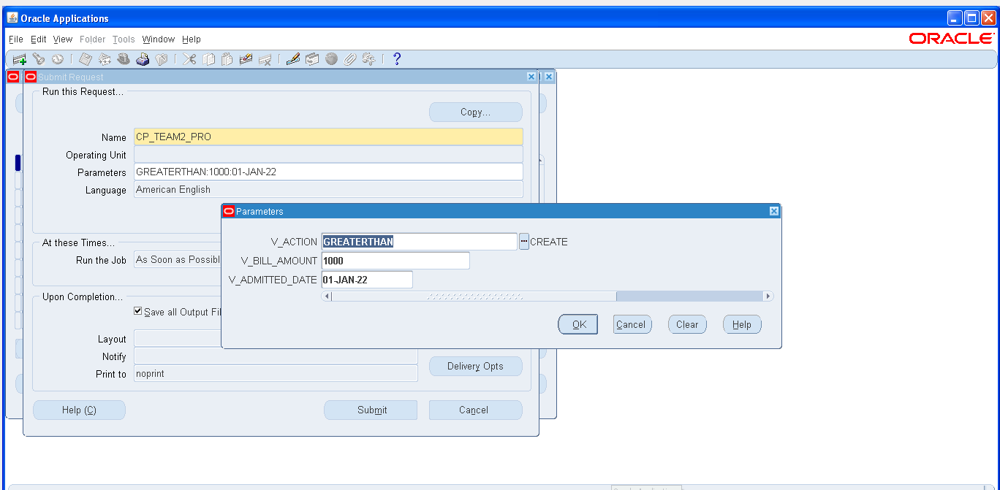 Oracle Applications
File Edit View Folder Tools Window Help
ORACLE
Submit Request
Run this Request...
Copy...
Name CP_TEAM2_PRO
Operating Unit
Parameters GREATERTHAN:1000:01-JAN-22
Language American English
Parameters
V_ACTION GREATERTHAN ... CREATE
V_BILL_AMOUNT 1000
V_ADMITTED_DATE 01-JAN-22
OK Cancel Clear Help
At these Times...
Run the Job As Soon as Possibl
Upon Completion...
Save all Output Fil
Layout
Notify
Delivery Opts
Print to noprint
Help (C) Submit Cancel